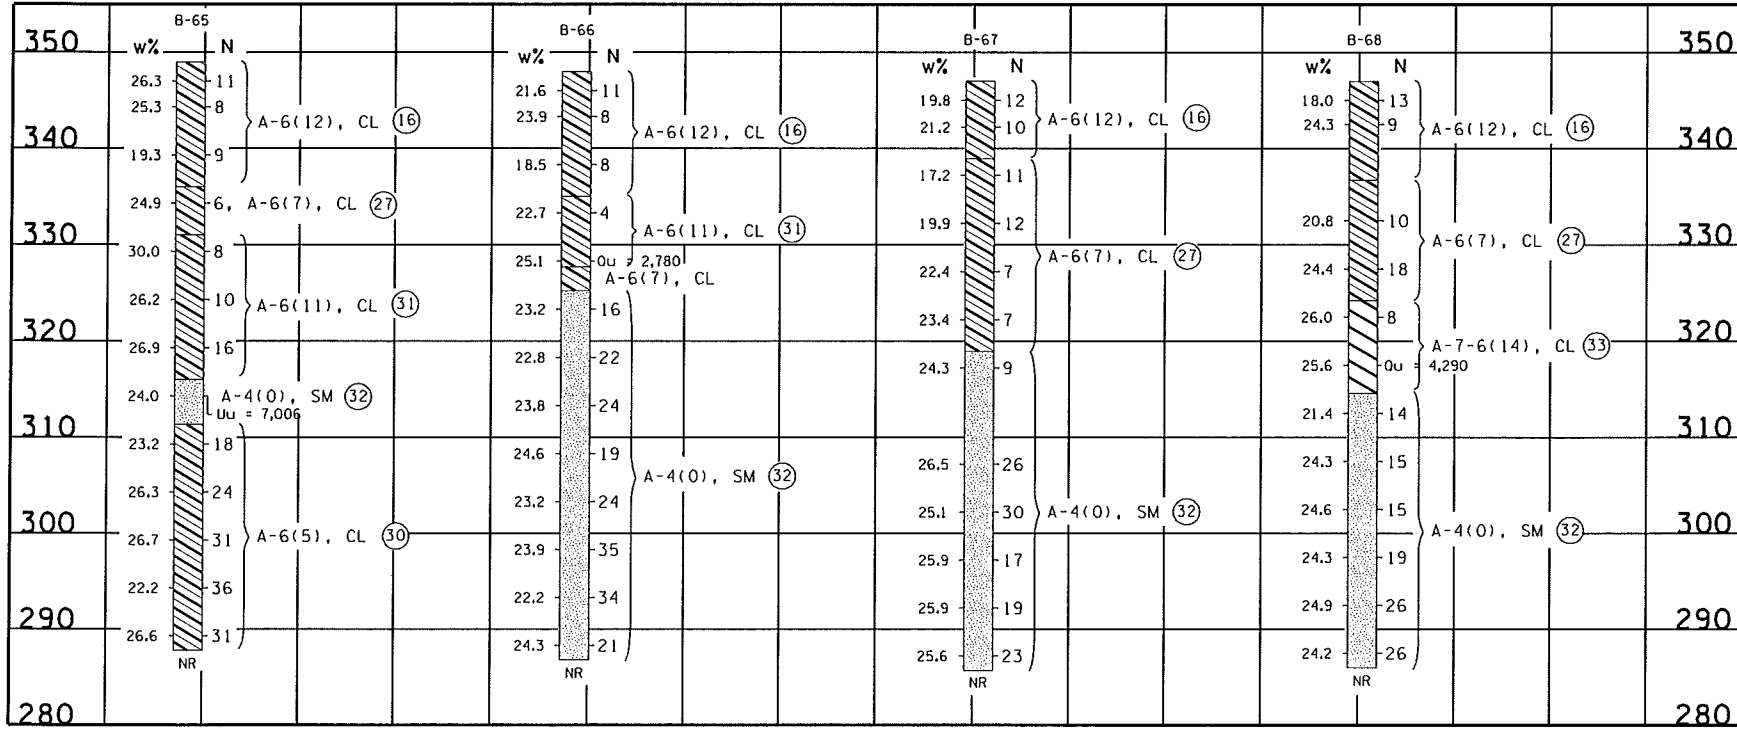 B-65
B-66
B-67
B-68
350
350
340
340
330
330
320
320
310
310
300
300
290
290
280
280
w% N
26.3 11
25.3 8
A-6(12), CL 16
19.3 9
24.9 6, A-6(7), CL 27
30.0 8
26.2 10
A-6(11), CL 31
26.9 16
24.0 A-4(0), SM 32
Uu = 7,006
23.2 18
26.3 24
26.7 31 A-6(5), CL 30
22.2 36
26.6 31
NR
w% N
21.6 11
23.9 8
A-6(12), CL 16
18.5 8
22.7 4
A-6(11), CL 31
25.1 Qu = 2,780
A-6(7), CL
23.2 16
22.8 22
23.8 24
24.6 19
A-4(0), SM 32
23.2 24
23.9 35
22.2 34
24.3 21
NR
w% N
19.8 12
A-6(12), CL 16
21.2 10
17.2 11
19.9 12
A-6(7), CL 27
22.4 7
23.4 7
24.3 9
26.5 26
25.1 30 A-4(0), SM 32
25.9 17
25.9 19
25.6 23
NR
w% N
18.0 13
24.3 9 A-6(12), CL 16
20.8 10
A-6(7), CL 27
24.4 18
26.0 8
A-7-6(14), CL 33
25.6 Qu = 4,290
21.4 14
24.3 15
24.6 15
A-4(0), SM 32
24.3 19
24.9 26
24.2 26
NR